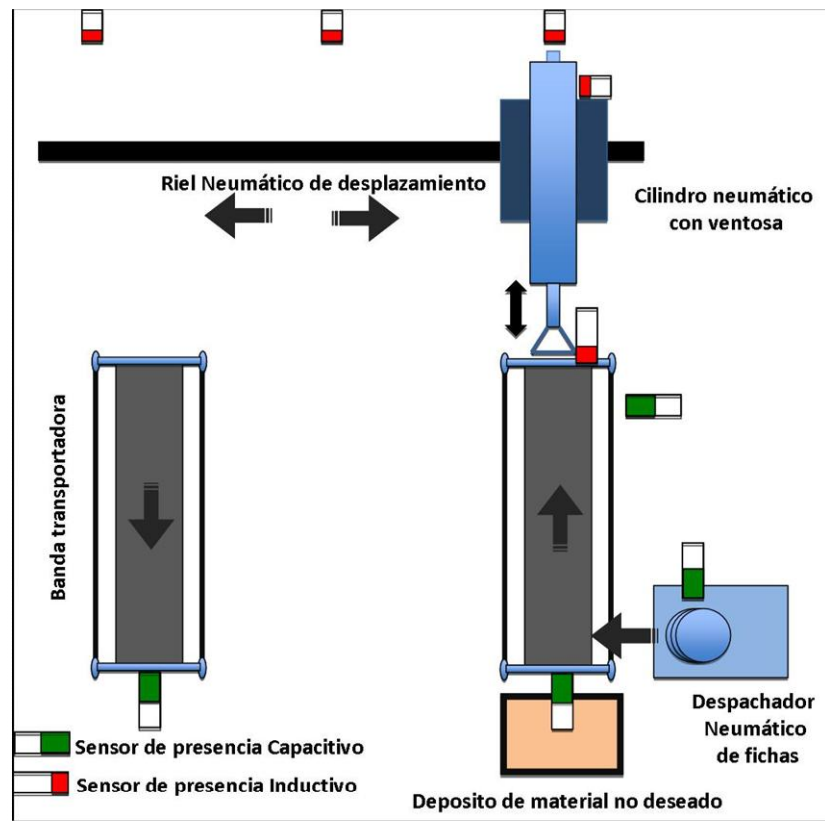 Riel Neumático de desplazamiento
Cilindro neumático
con ventosa
Banda transportadora
Despachador
Neumático
de fichas
Sensor de presencia Capacitivo
Sensor de presencia Inductivo
Deposito de material no deseado